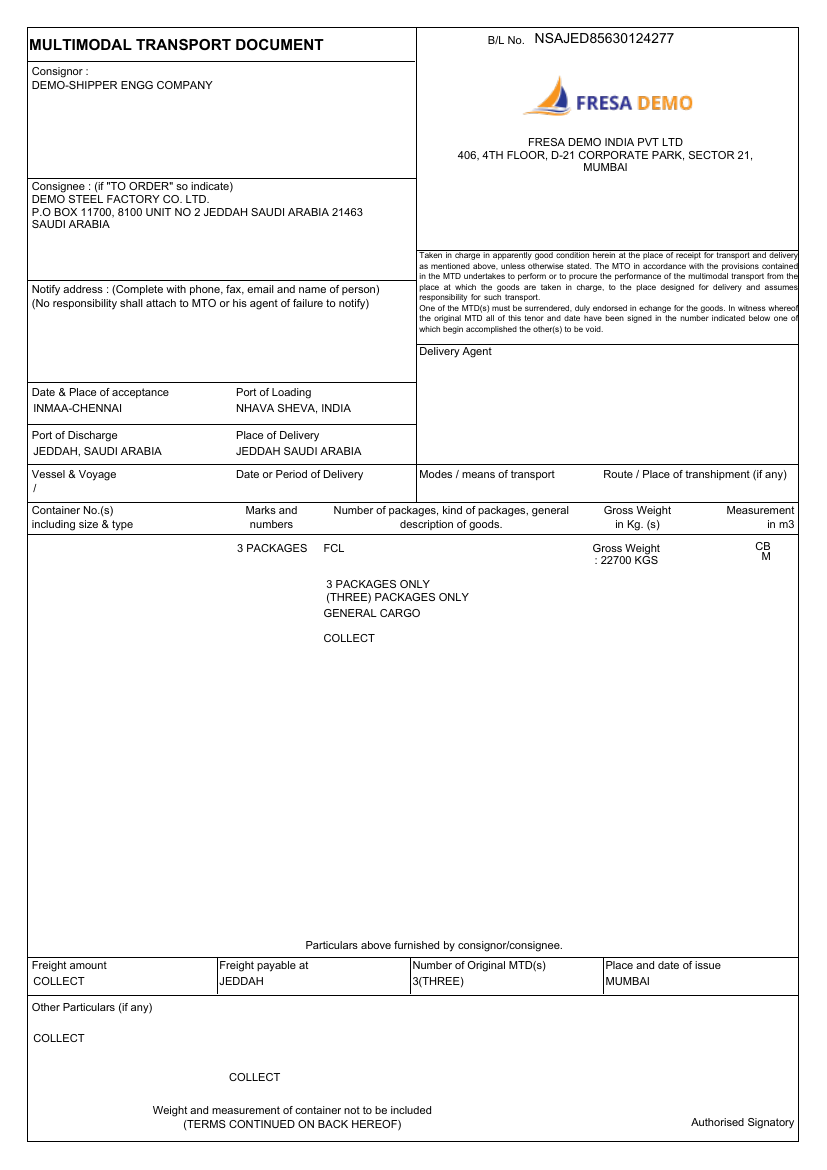 MULTIMODAL TRANSPORT DOCUMENT
B/L No. NSAJED85630124277
Consignor :
DEMO-SHIPPER ENGG COMPANY
FRESA DEMO
FRESA DEMO INDIA PVT LTD
406, 4TH FLOOR, D-21 CORPORATE PARK, SECTOR 21,
MUMBAI
Consignee : (if "TO ORDER" so indicate)
DEMO STEEL FACTORY CO. LTD.
P.O BOX 11700, 8100 UNIT NO 2 JEDDAH SAUDI ARABIA 21463
SAUDI ARABIA
Taken in charge in apparently good condition herein at the place of receipt for transport and delivery
as mentioned above, unless otherwise stated. The MTO in accordance with the provisions contained
in the MTD undertakes to perform or to procure the performance of the multimodal transport from the
place at which the goods are taken in charge, to the place designed for delivery and assumes
responsibility for such transport.
One of the MTD(s) must be surrendered, duly endorsed in echange for the goods. In witness whereof
the original MTD all of this tenor and date have been signed in the number indicated below one of
which begin accomplished the other(s) to be void.
Notify address : (Complete with phone, fax, email and name of person)
(No responsibility shall attach to MTO or his agent of failure to notify)
Delivery Agent
Date & Place of acceptance Port of Loading
INMAA-CHENNAI NHAVA SHEVA, INDIA
Port of Discharge Place of Delivery
JEDDAH, SAUDI ARABIA JEDDAH SAUDI ARABIA
Vessel & Voyage Date or Period of Delivery Modes / means of transport Route / Place of transhipment (if any)
/
Container No.(s) Marks and Number of packages, kind of packages, general Gross Weight Measurement
including size & type numbers description of goods. in Kg. (s) in m3
3 PACKAGES FCL Gross Weight CB
: 22700 KGS M
3 PACKAGES ONLY
(THREE) PACKAGES ONLY
GENERAL CARGO
COLLECT
Particulars above furnished by consignor/consignee.
Freight amount Freight payable at Number of Original MTD(s) Place and date of issue
COLLECT JEDDAH 3(THREE) MUMBAI
Other Particulars (if any)
COLLECT
COLLECT
Weight and measurement of container not to be included
(TERMS CONTINUED ON BACK HEREOF)
Authorised Signatory